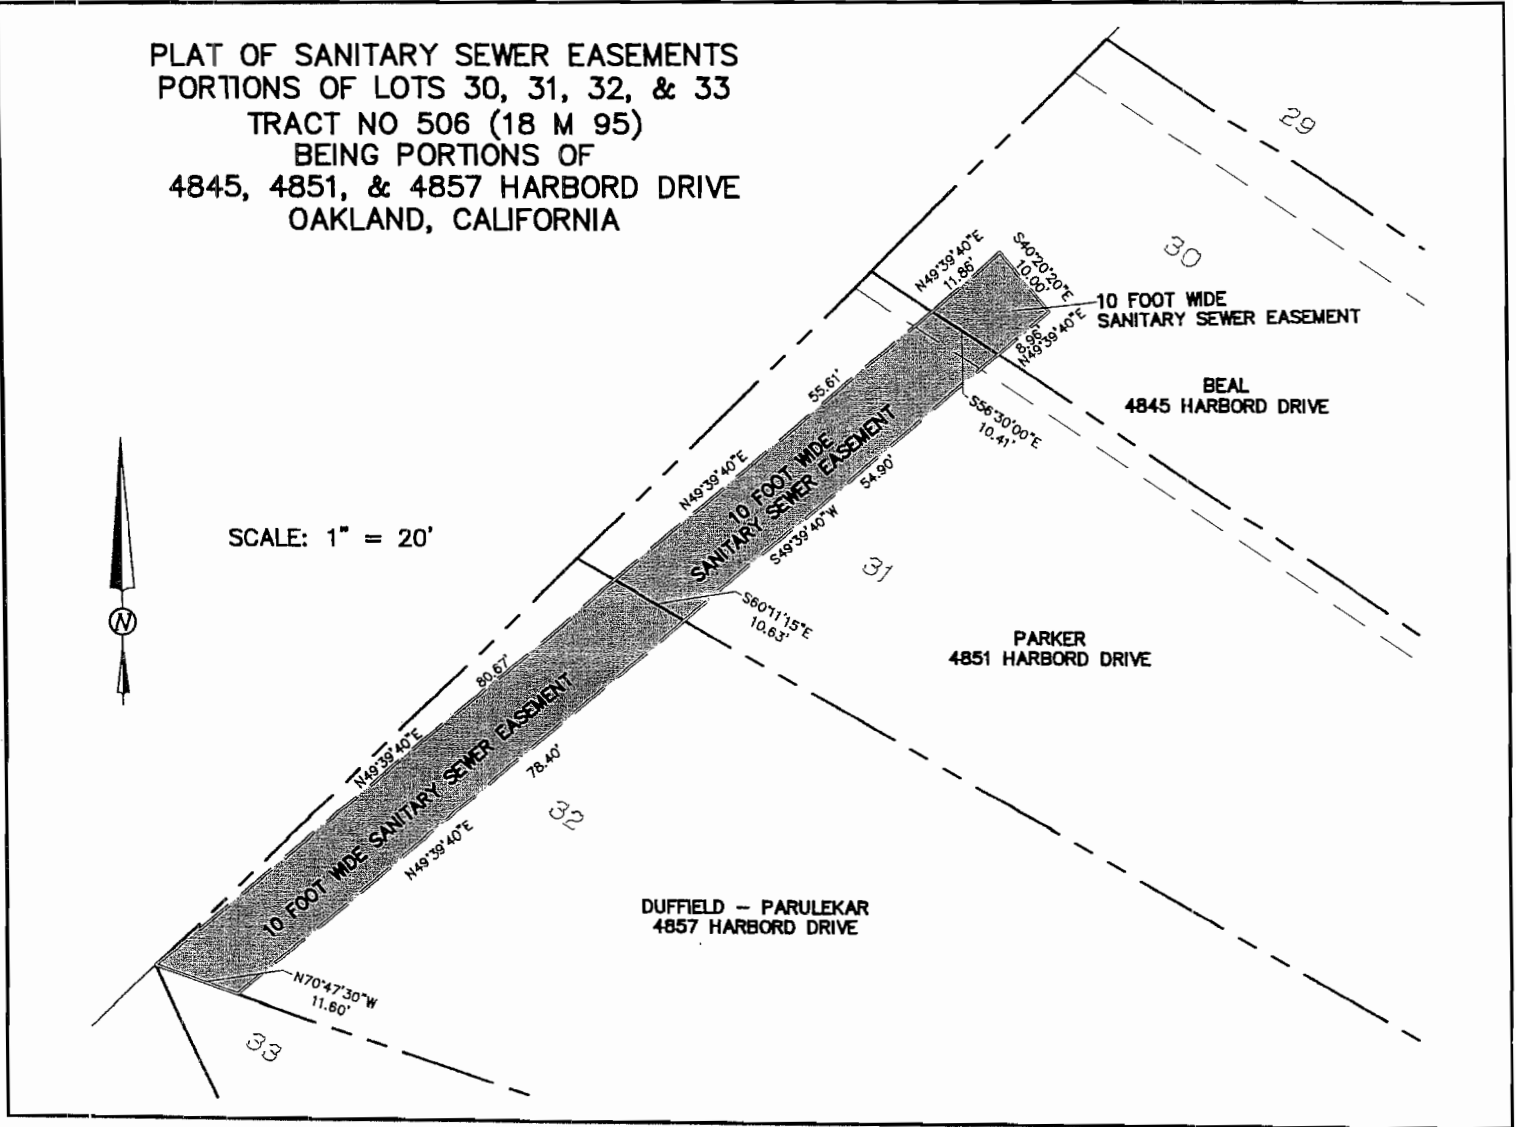 PLAT OF SANITARY SEWER EASEMENTS
PORTIONS OF LOTS 30, 31, 32, & 33
TRACT NO 506 (18 M 95)
BEING PORTIONS OF
4845, 4851, & 4857 HARBORD DRIVE
OAKLAND, CALIFORNIA
29
30
N49°39'40"E
11.86'
S40°20'20"E
10.00'
10 FOOT WIDE
SANITARY SEWER EASEMENT
8.96'
N49°39'40"E
BEAL
4845 HARBORD DRIVE
55.61'
N49°39'40"E
S56°30'00"E
10.41'
10 FOOT WIDE
SANITARY SEWER EASEMENT
54.90'
S49°39'40"W
SCALE: 1" = 20'
31
N
S60°11'15"E
10.63'
PARKER
4851 HARBORD DRIVE
80.67'
N49°39'40"E
10 FOOT WIDE SANITARY SEWER EASEMENT
78.40'
N49°39'40"E
32
DUFFIELD – PARULEKAR
4857 HARBORD DRIVE
N70°47'30"W
11.60'
33